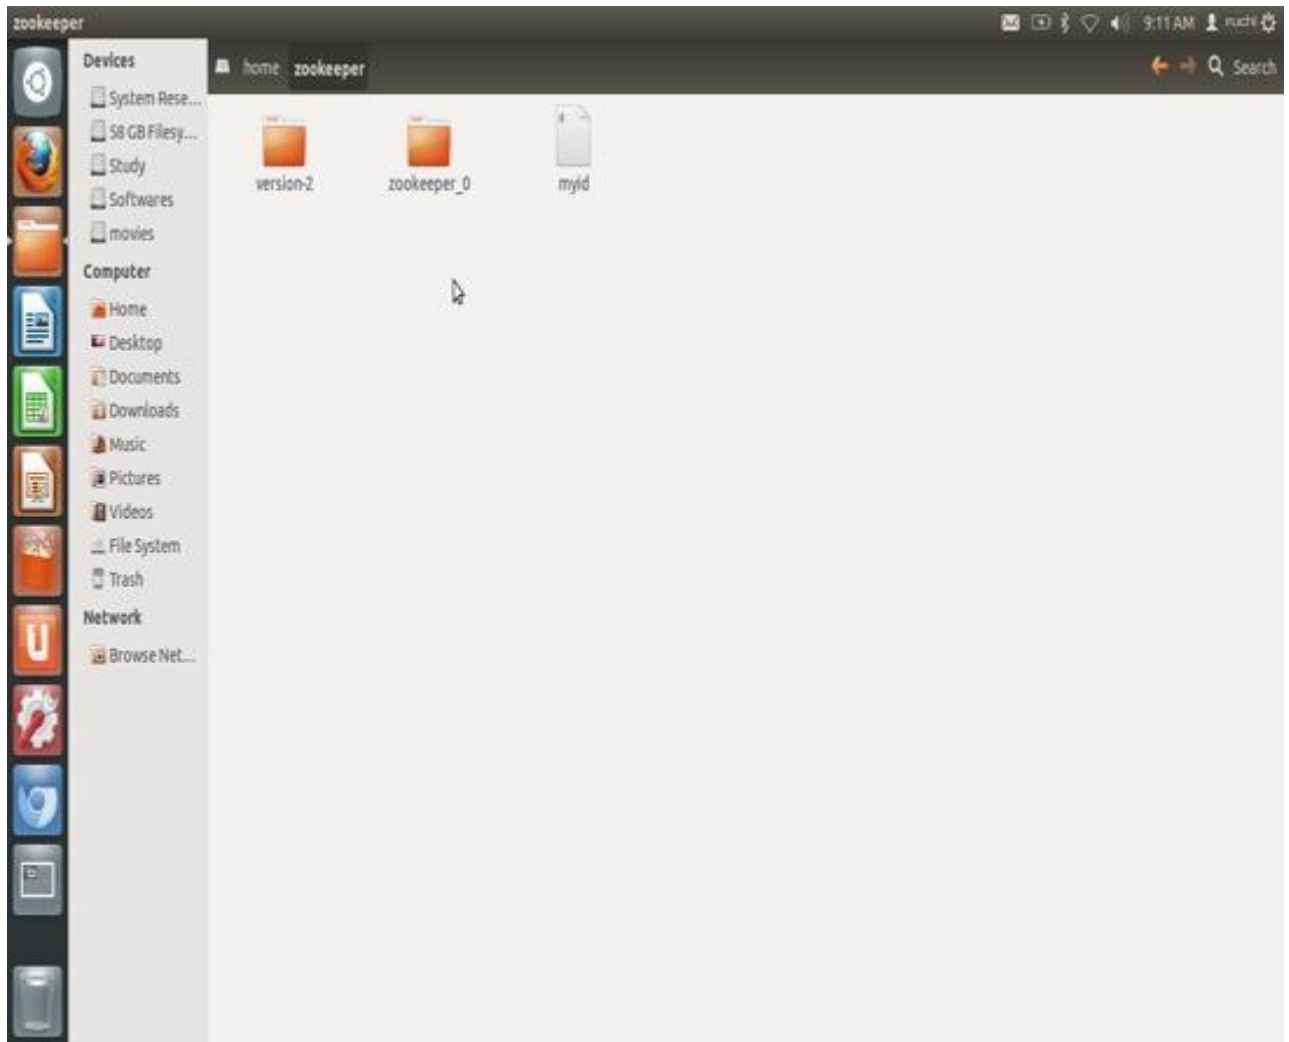 zookeeper
9:11 AM ruchi
Devices
System Rese...
58 GB Filesy...
Study
Softwares
movies
Computer
Home
Desktop
Documents
Downloads
Music
Pictures
Videos
File System
Trash
Network
Browse Net...
home zookeeper
Search
version-2
zookeeper_0
myid